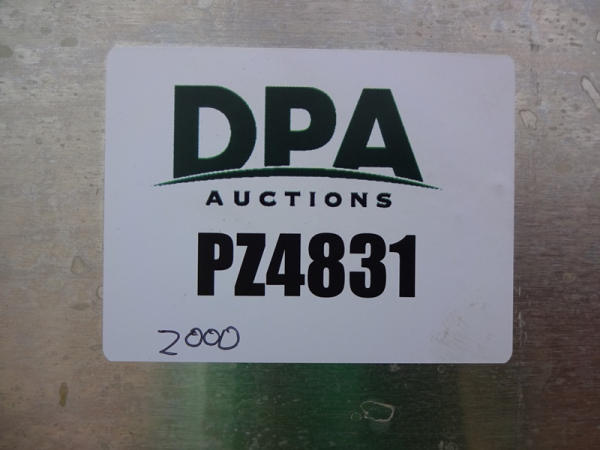 DPA
AUCTIONS
PZ4831
2000